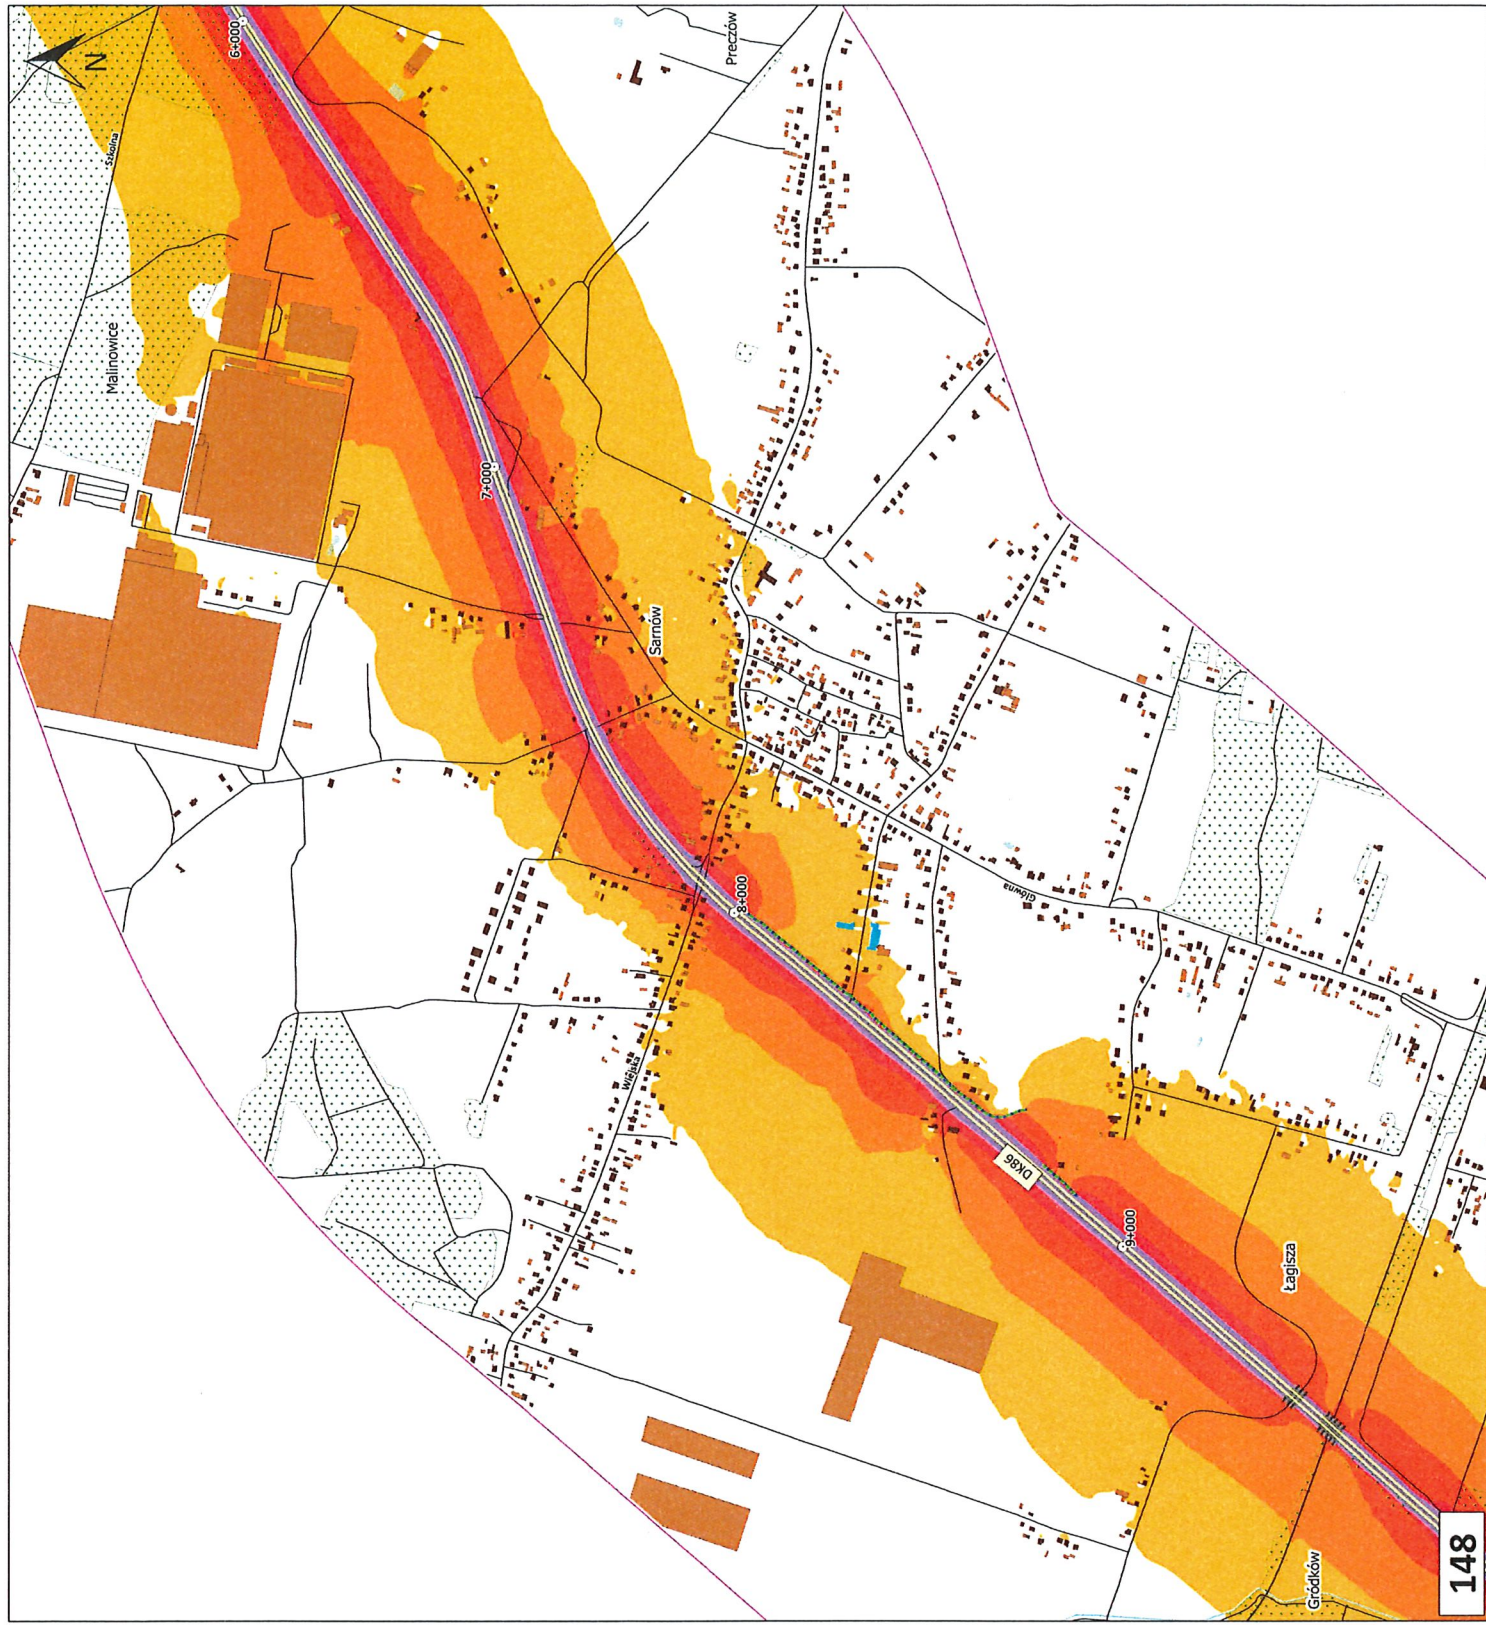 6+000
N
Szkolna
Preczów
Malinowice
7+000
Sarnów
8+000
Główna
Wiejska
DK86
9+000
Łagisza
Gródków
148